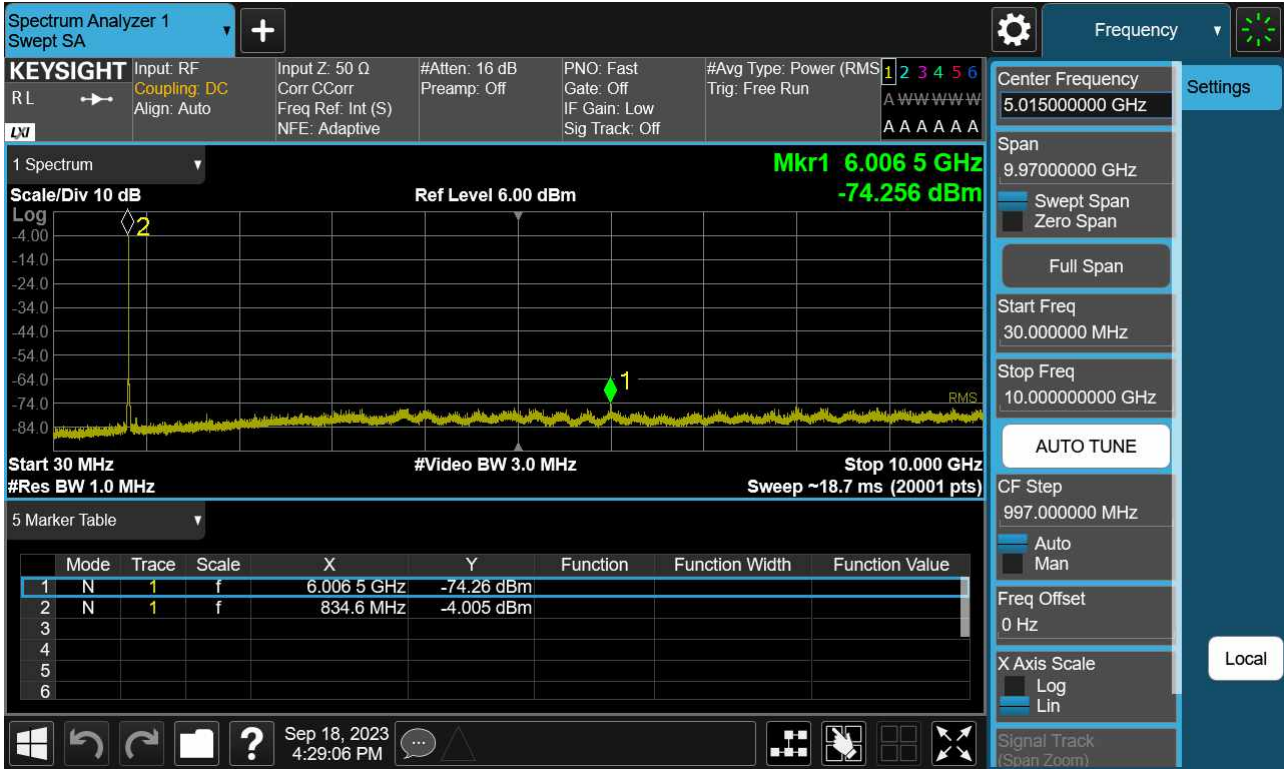 Spectrum Analyzer 1
Swept SA
+
Frequency
KEYSIGHT
R L
LXI
Input: RF
Coupling: DC
Align: Auto
Input Z: 50 Ω
Corr CCorr
Freq Ref: Int (S)
NFE: Adaptive
#Atten: 16 dB
Preamp: Off
PNO: Fast
Gate: Off
IF Gain: Low
Sig Track: Off
#Avg Type: Power (RMS
Trig: Free Run
1 2 3 4 5 6
A W W W W W
A A A A A A
1 Spectrum
Mkr1 6.006 5 GHz
Scale/Div 10 dB
Ref Level 6.00 dBm
-74.256 dBm
Log
2
-4.00
-14.0
-24.0
-34.0
-44.0
-54.0
-64.0
1
-74.0
RMS
-84.0
Start 30 MHz
#Video BW 3.0 MHz
Stop 10.000 GHz
#Res BW 1.0 MHz
Sweep ~18.7 ms (20001 pts)
5 Marker Table
Mode Trace Scale X Y Function Function Width Function Value
1 N 1 f 6.006 5 GHz -74.26 dBm
2 N 1 f 834.6 MHz -4.005 dBm
3
4
5
6
Center Frequency
5.015000000 GHz
Settings
Span
9.97000000 GHz
Swept Span
Zero Span
Full Span
Start Freq
30.000000 MHz
Stop Freq
10.000000000 GHz
AUTO TUNE
CF Step
997.000000 MHz
Auto
Man
Freq Offset
0 Hz
X Axis Scale
Log
Lin
Local
Signal Track
(Span Zoom)
?
Sep 18, 2023
4:29:06 PM